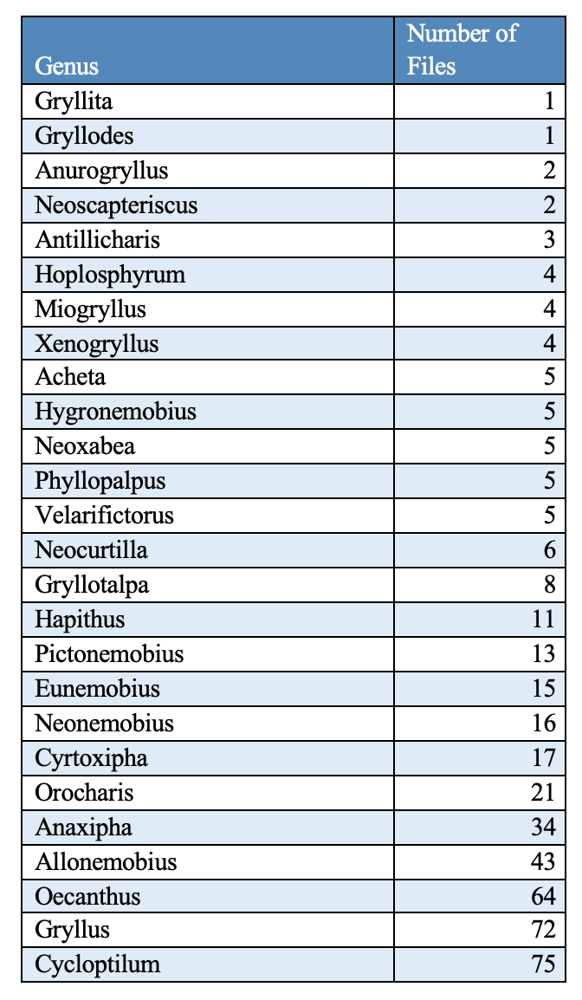 Genus Number of Files
Gryllita 1
Gryllodes 1
Anurogryllus 2
Neoscapteriscus 2
Antillicharis 3
Hoplosphyrum 4
Miogryllus 4
Xenogryllus 4
Acheta 5
Hygronemobius 5
Neoxabea 5
Phyllopalpus 5
Velarifictorus 5
Neocurtilla 6
Gryllotalpa 8
Hapithus 11
Pictonemobius 13
Eunemobius 15
Neonemobius 16
Cyrtoxipha 17
Orocharis 21
Anaxipha 34
Allonemobius 43
Oecanthus 64
Gryllus 72
Cycloptilum 75